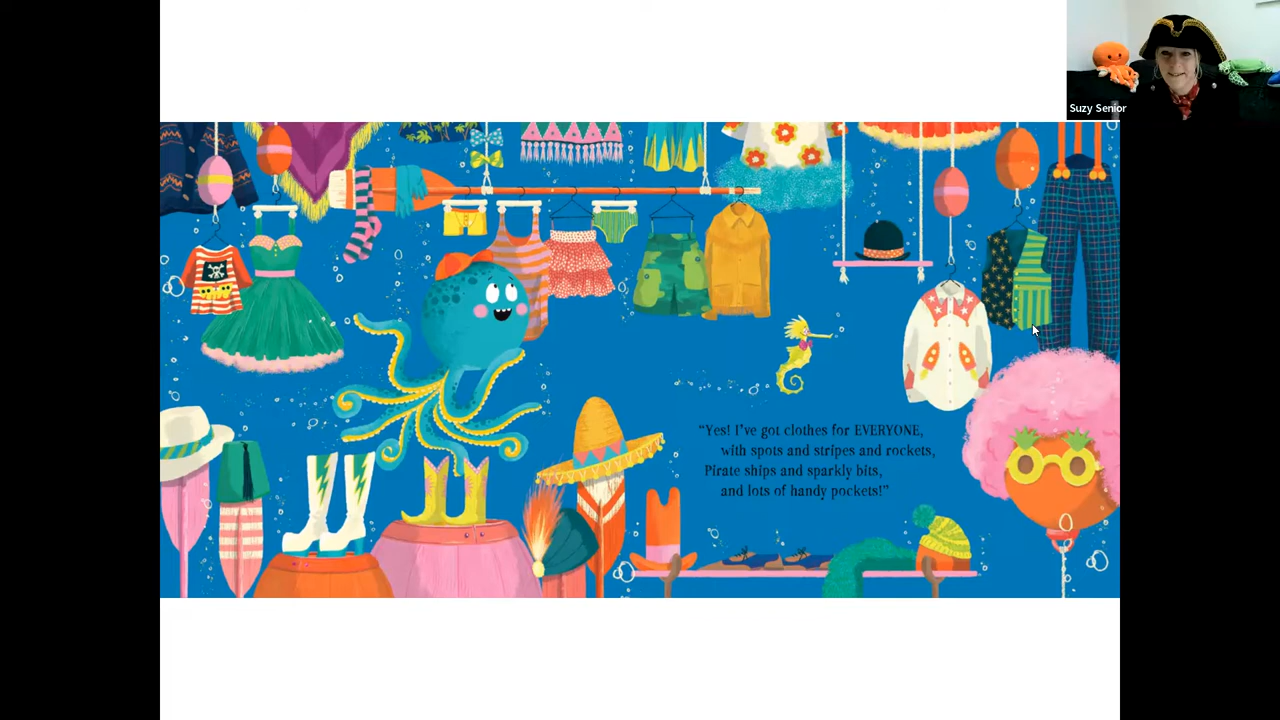 Suzy Senior
“Yes! I’ve got clothes for EVERYONE,
with spots and stripes and rockets,
Pirate ships and sparkly bits,
and lots of handy pockets!”